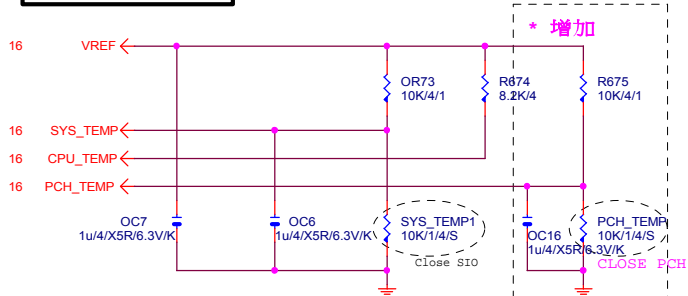 * 增加
16 VREF
OR73
10K/4/1
R674
8.2K/4
R675
10K/4/1
16 SYS_TEMP
16 CPU_TEMP
16 PCH_TEMP
OC7
1u/4/X5R/6.3V/K
OC6
1u/4/X5R/6.3V/K
SYS_TEMP1
10K/1/4/S
Close SIO
OC16
1u/4/X5R/6.3V/K
PCH_TEMP
10K/1/4/S
CLOSE PCH